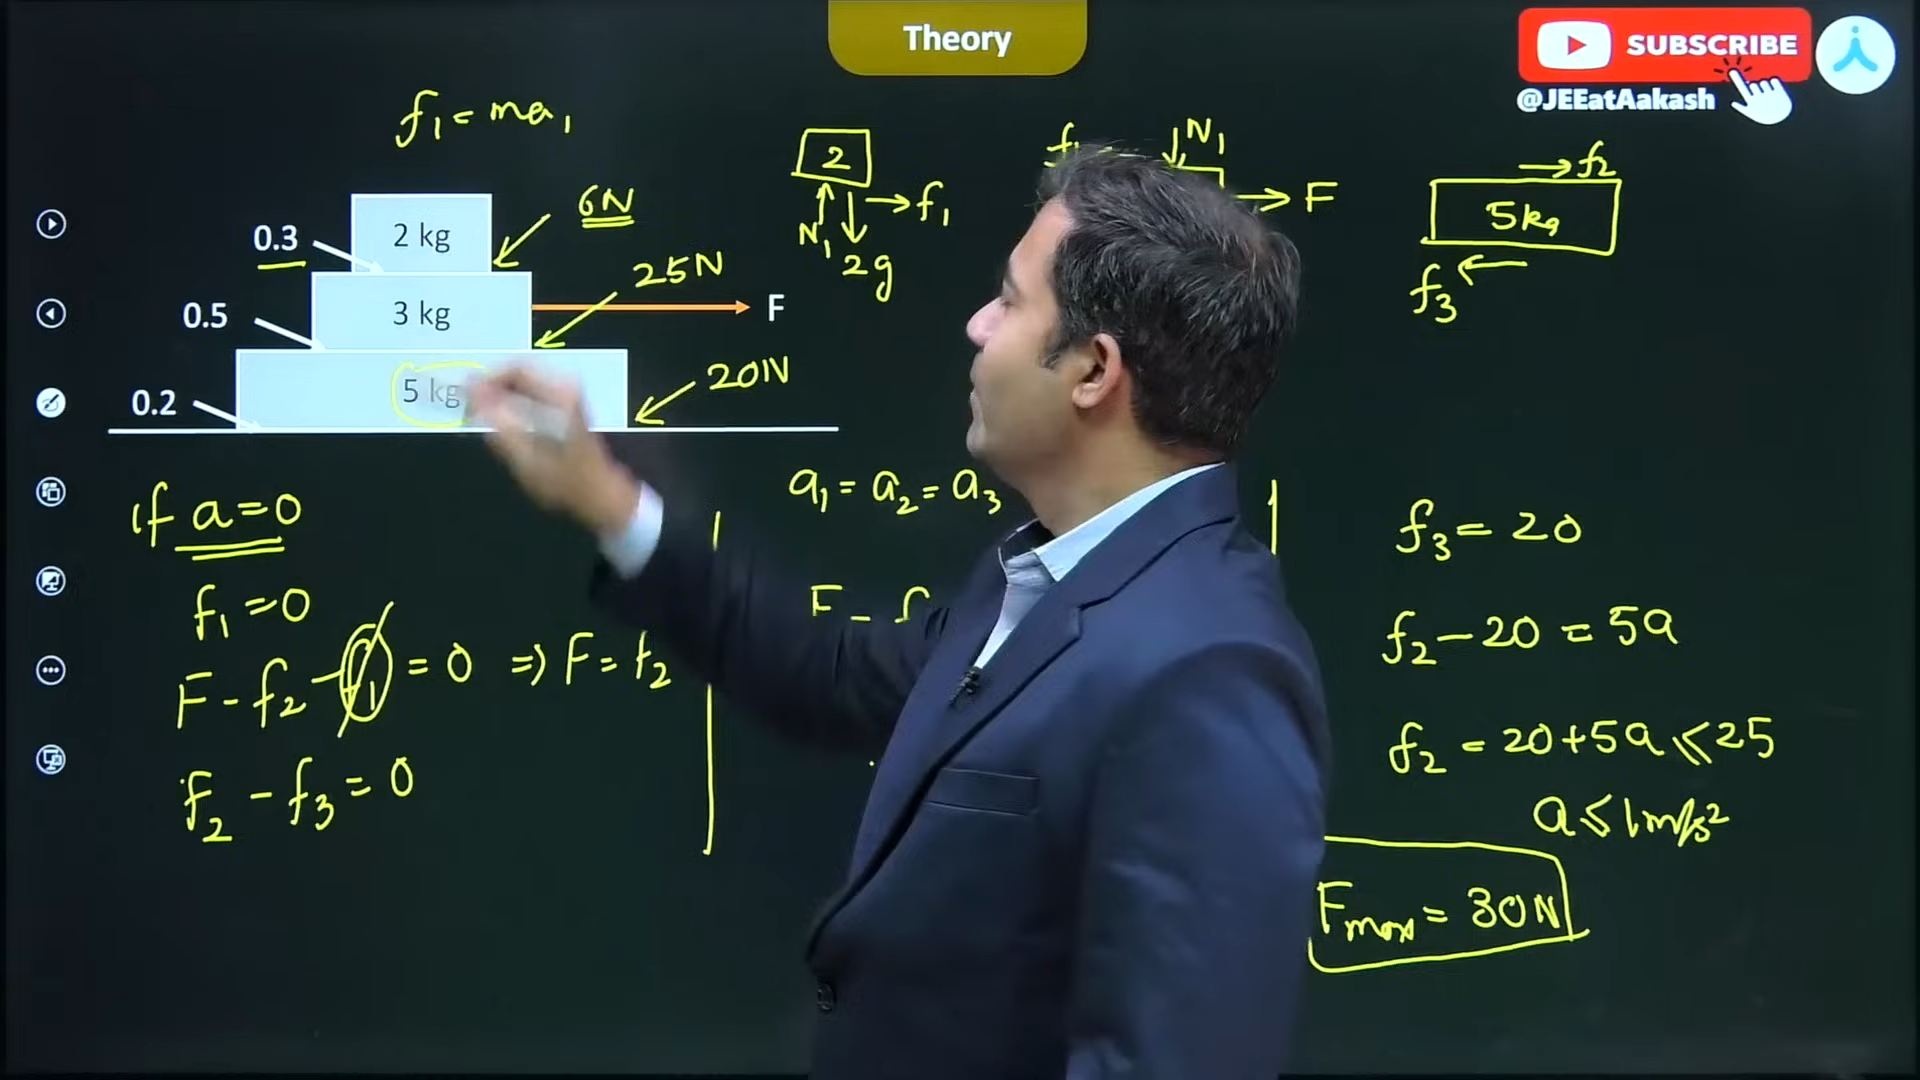 Theory
SUBSCRIBE
@JEEatAakash
f₁ = ma₁
2
N₁
2g
f₁
N₁
F
f₂
5kg
f₃
0.3
2 kg
6N
0.5
3 kg
25N
F
0.2
5 kg
20N
if a=0
f₁ = 0
F - f₂ - f₁ = 0 ⇒ F = f₂
f₂ - f₃ = 0
a₁ = a₂ = a₃
F - f
f₃ = 20
f₂ - 20 = 5a
f₂ = 20+5a ≤ 25
a ≤ 1m/s²
Fmax = 30N